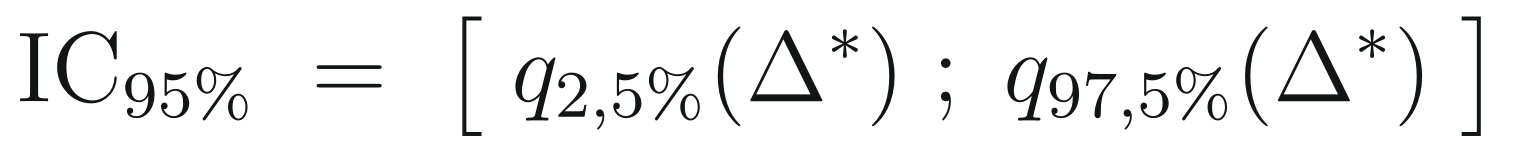 IC₉₅% = [ q₂,₅%(Δ*) ; q₉₇,₅%(Δ*) ]